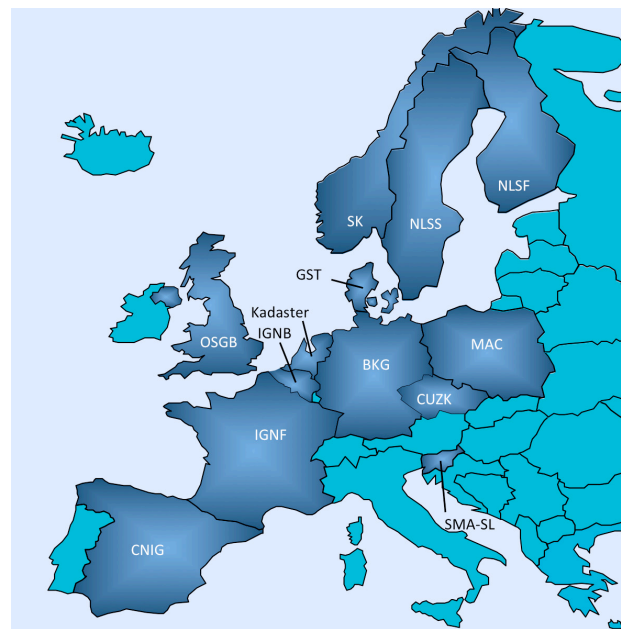 NLSF
SK
NLSS
GST
Kadaster
IGNB
OSGB
MAC
BKG
CUZK
IGNF
SMA-SL
CNIG